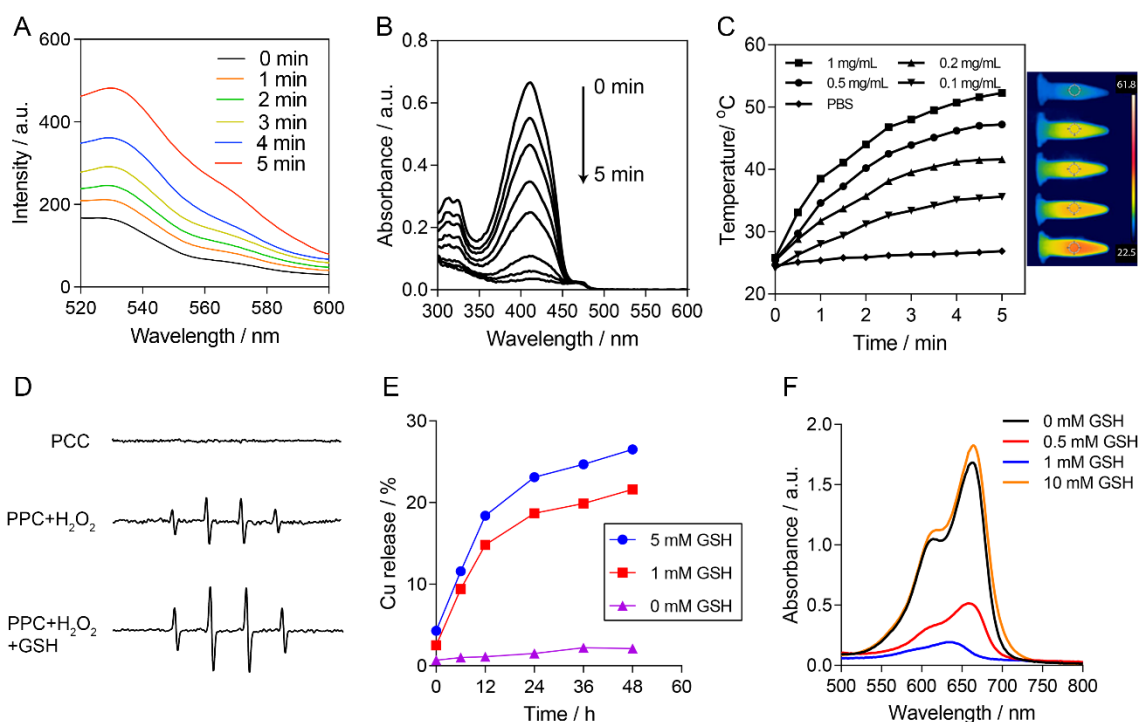 A
600
400
200
0
Intensity / a.u.
0 min
1 min
2 min
3 min
4 min
5 min
520 540 560 580 600
Wavelength / nm
B
0.8
0.6
0.4
0.2
0.0
Absorbance / a.u.
0 min
5 min
300 350 400 450 500 550 600
Wavelength / nm
C
60
50
40
30
20
Temperature/ °C
1 mg/mL 0.2 mg/mL
0.5 mg/mL 0.1 mg/mL
PBS
0 1 2 3 4 5
Time / min
61.8
22.5
D
PCC
PPC+H₂O₂
PPC+H₂O₂
+GSH
E
30
20
10
0
Cu release / %
5 mM GSH
1 mM GSH
0 mM GSH
0 12 24 36 48 60
Time / h
F
2.0
1.5
1.0
0.5
0.0
Absorbance / a.u.
0 mM GSH
0.5 mM GSH
1 mM GSH
10 mM GSH
500 550 600 650 700 750 800
Wavelength / nm